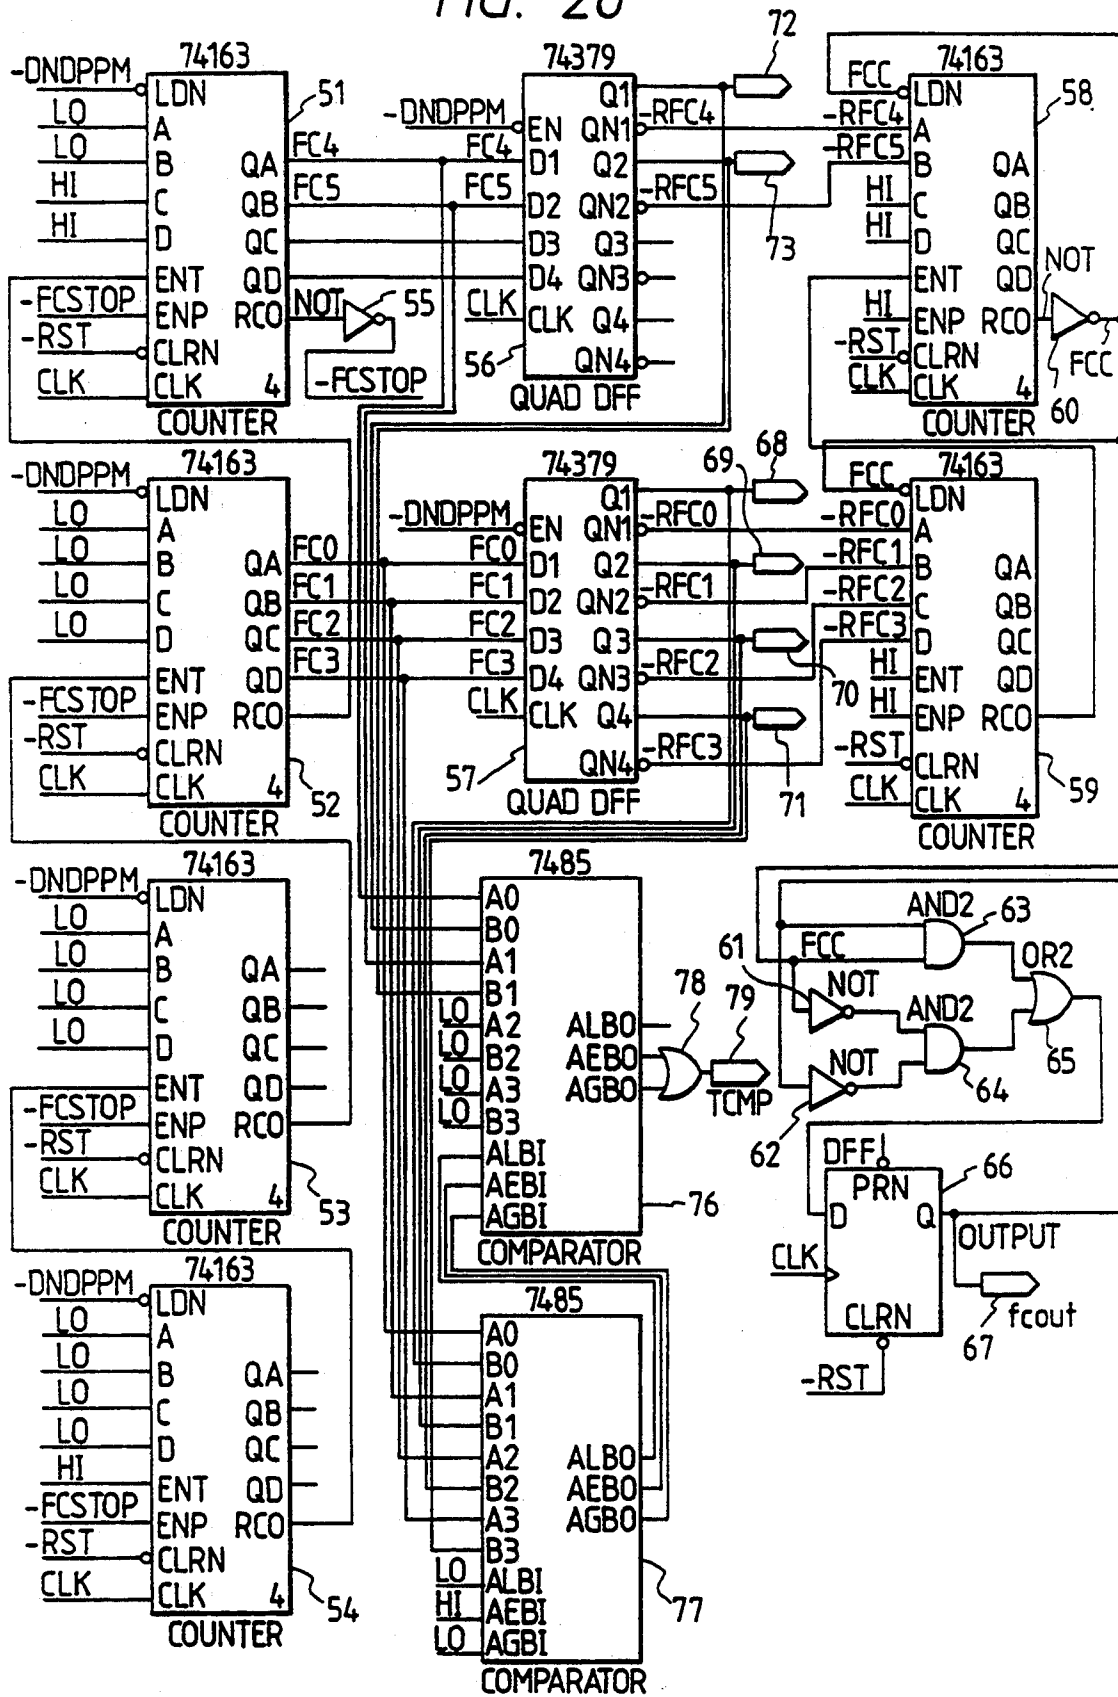 FIG. 26
74163
-DNDPPM
LDN
LO
A
LO
B
QA
FC4
HI
C
QB
FC5
HI
D
QC
ENT
QD
-FCSTOP
ENP
RCO
NOT
55
-RST
CLRN
CLK
CLK
4
-FCSTOP
COUNTER
51
74379
-DNDPPM
EN
Q1
72
QN1
-RFC4
FC4
D1
Q2
FC5
D2
QN2
-RFC5
73
D3
Q3
D4
QN3
CLK
CLK
Q4
56
QN4
QUAD DFF
74163
FCC
LDN
58
-RFC4
A
-RFC5
B
QA
HI
C
QB
HI
D
QC
ENT
QD
NOT
HI
ENP
RCO
-RST
CLRN
FCC
CLK
CLK
4
60
COUNTER
74163
-DNDPPM
LDN
LO
A
LO
B
QA
FC0
LO
C
QB
FC1
LO
D
QC
FC2
ENT
QD
FC3
-FCSTOP
ENP
RCO
-RST
CLRN
CLK
CLK
4
52
COUNTER
74379
Q1
68
69
-DNDPPM
EN
QN1
-RFC0
FC0
D1
Q2
FC1
D2
QN2
-RFC1
FC2
D3
Q3
FC3
D4
QN3
-RFC2
70
CLK
CLK
Q4
57
QN4
-RFC3
71
QUAD DFF
74163
FCC
LDN
-RFC0
A
-RFC1
B
QA
-RFC2
C
QB
-RFC3
D
QC
HI
ENT
QD
HI
ENP
RCO
-RST
CLRN
CLK
CLK
4
59
COUNTER
74163
-DNDPPM
LDN
LO
A
LO
B
QA
LO
C
QB
LO
D
QC
ENT
QD
-FCSTOP
ENP
RCO
-RST
CLRN
CLK
CLK
4
53
COUNTER
7485
A0
B0
A1
B1
LO
A2
ALBO
78
79
LO
B2
AEBO
LO
A3
AGBO
TCMP
LO
B3
ALBI
AEBI
76
AGBI
COMPARATOR
AND2
63
61
FCC
OR2
NOT
AND2
65
NOT
64
62
DFF
66
PRN
D
Q
OUTPUT
CLK
CLRN
fcout
67
-RST
74163
-DNDPPM
LDN
LO
A
LO
B
QA
LO
C
QB
LO
D
QC
HI
ENT
QD
-FCSTOP
ENP
RCO
-RST
CLRN
CLK
CLK
4
54
COUNTER
7485
A0
B0
A1
B1
A2
ALBO
B2
AEBO
A3
AGBO
B3
LO
ALBI
HI
AEBI
77
LO
AGBI
COMPARATOR